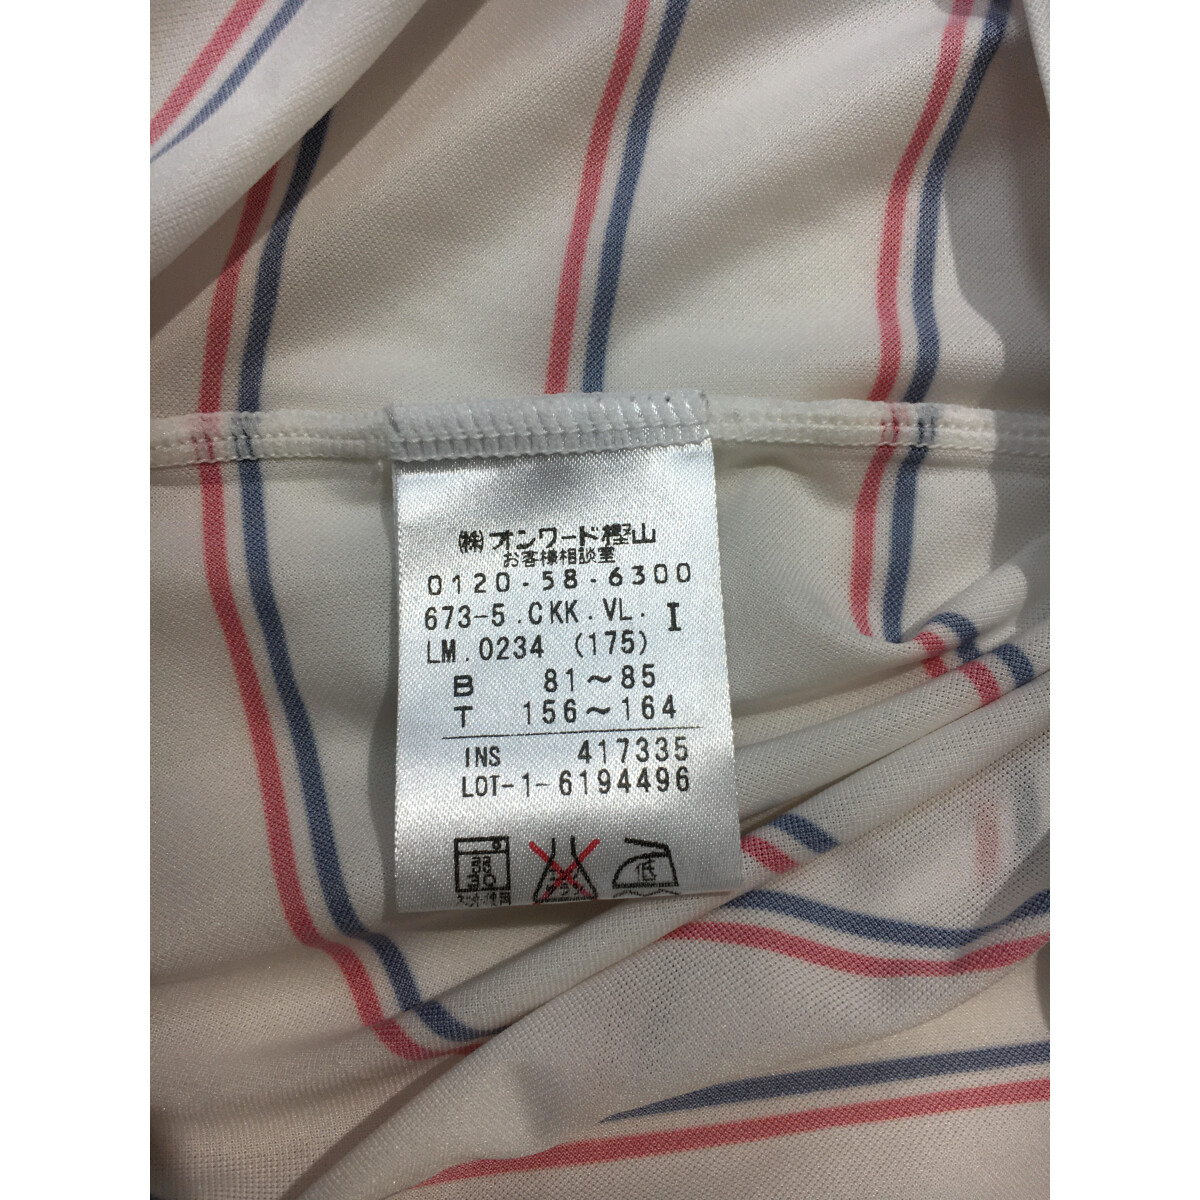 ㈱オンワード樫山
お客様相談室
0120-58-6300
673-5.CKK.VL. I
LM.0234 (175)
B 81~85
T 156~164
INS 417335
LOT-1-6194496
低